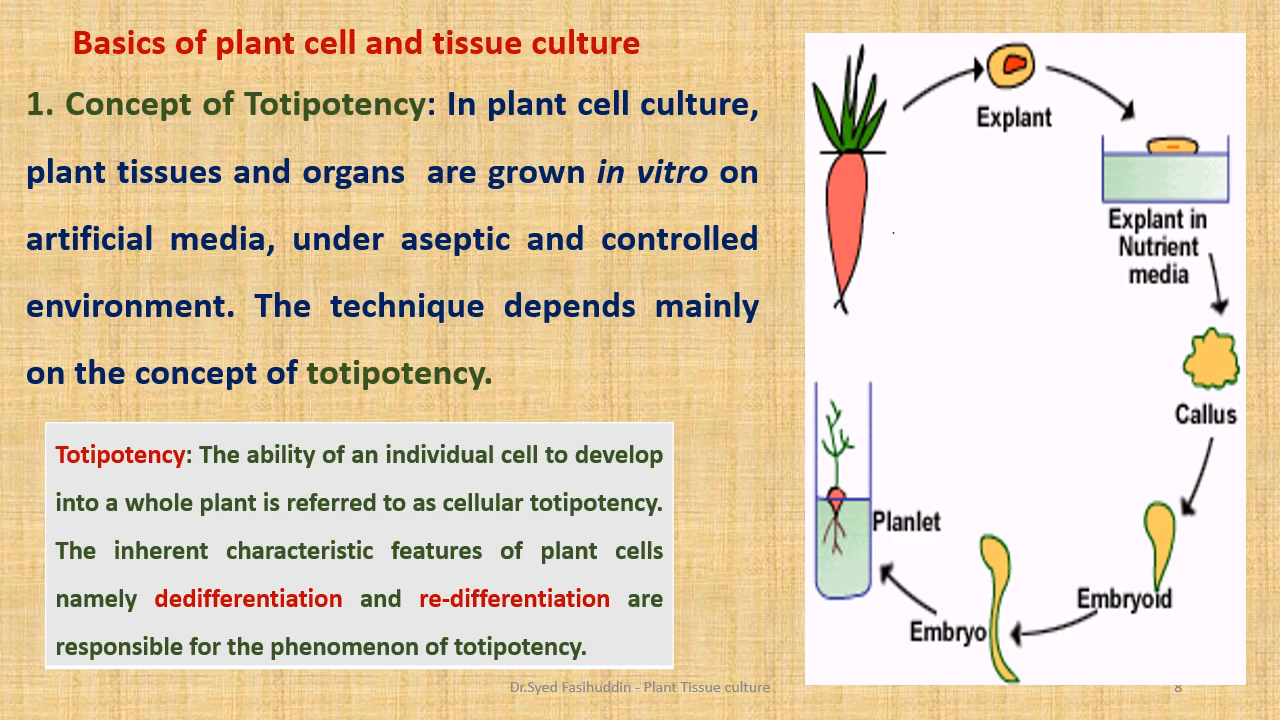 Basics of plant cell and tissue culture
1. Concept of Totipotency: In plant cell culture,
plant tissues and organs are grown in vitro on
artificial media, under aseptic and controlled
environment. The technique depends mainly
on the concept of totipotency.
Totipotency: The ability of an individual cell to develop
into a whole plant is referred to as cellular totipotency.
The inherent characteristic features of plant cells
namely dedifferentiation and re-differentiation are
responsible for the phenomenon of totipotency.
Explant
Explant in
Nutrient
media
Callus
Embryoid
Embryo
Planlet
Dr.Syed Fasihuddin - Plant Tissue culture
8